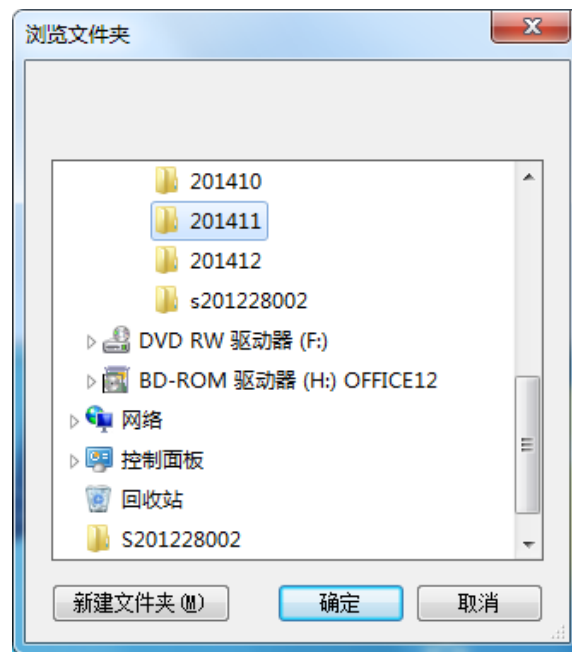 浏览文件夹
201410
201411
201412
s201228002
DVD RW 驱动器 (F:)
BD-ROM 驱动器 (H:) OFFICE12
网络
控制面板
回收站
S201228002
新建文件夹(M) 确定 取消